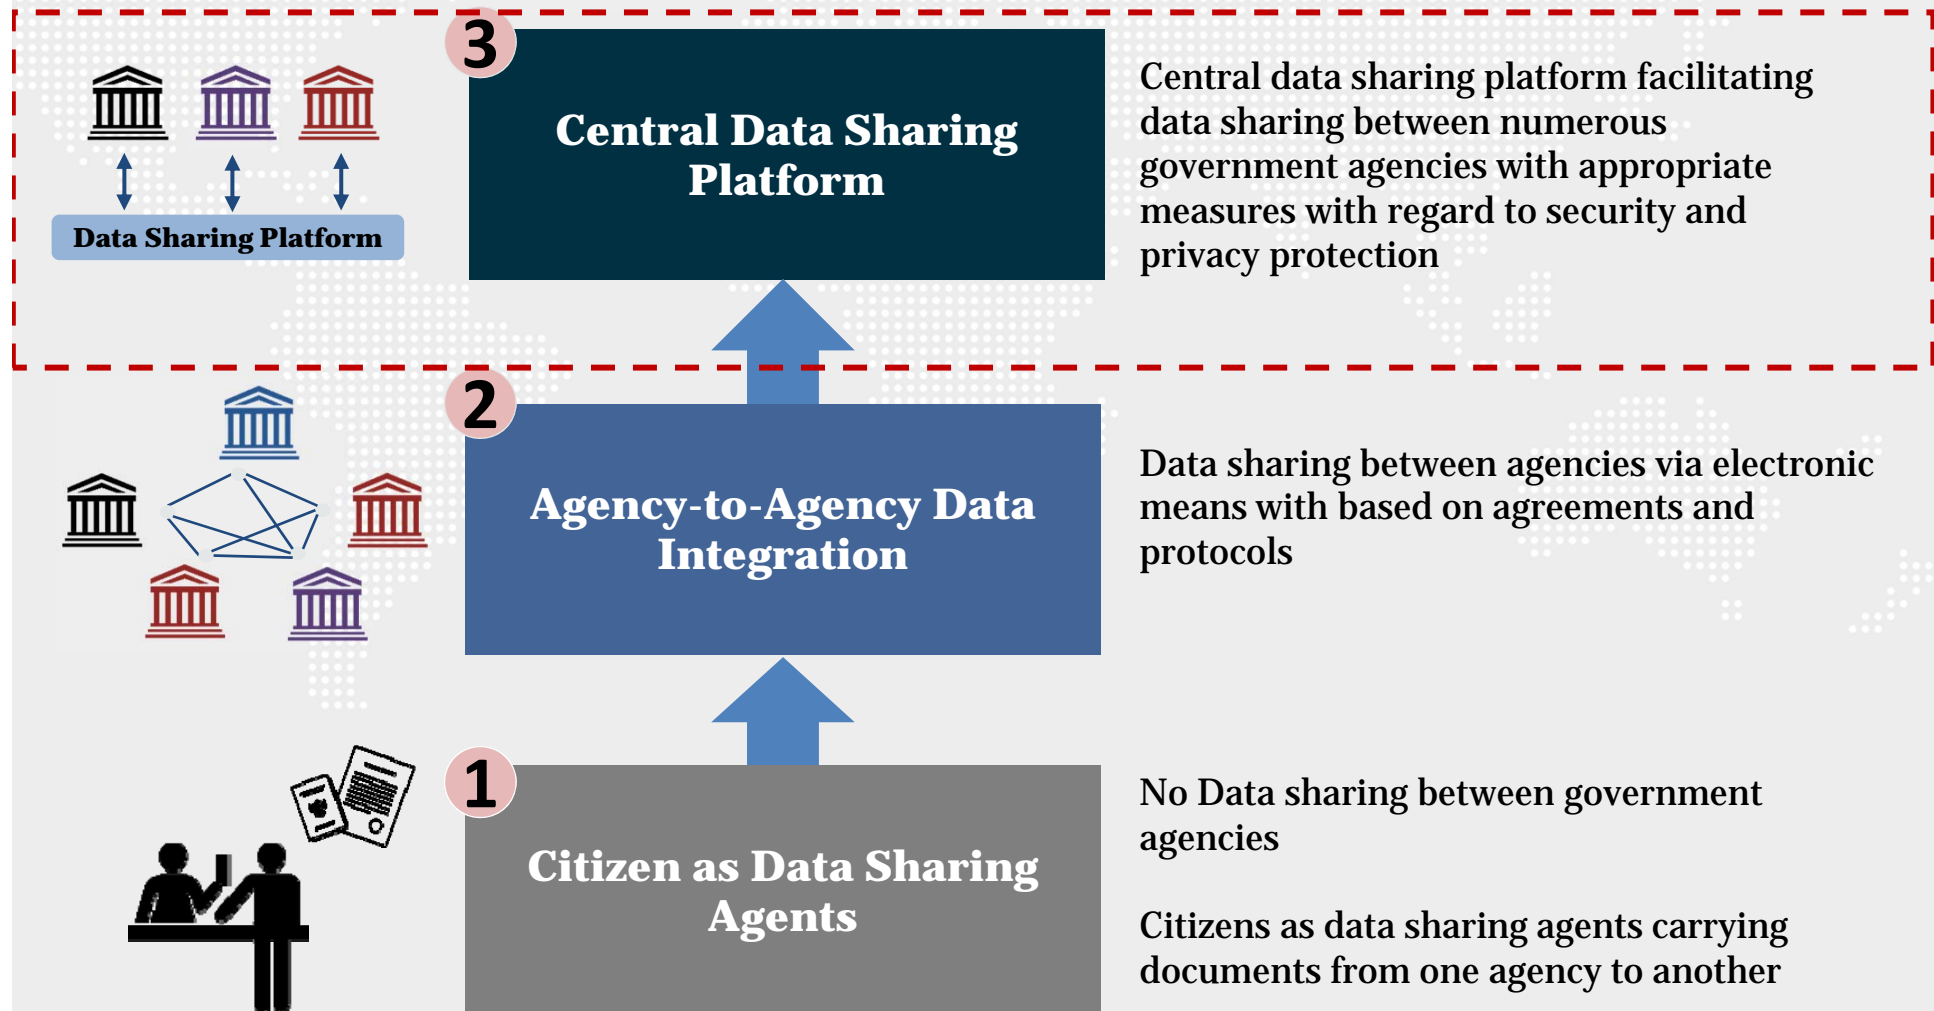 3
Central Data Sharing
Platform
Data Sharing Platform
Central data sharing platform facilitating
data sharing between numerous
government agencies with appropriate
measures with regard to security and
privacy protection
2
Agency-to-Agency Data
Integration
Data sharing between agencies via electronic
means with based on agreements and
protocols
1
Citizen as Data Sharing
Agents
No Data sharing between government
agencies
Citizens as data sharing agents carrying
documents from one agency to another